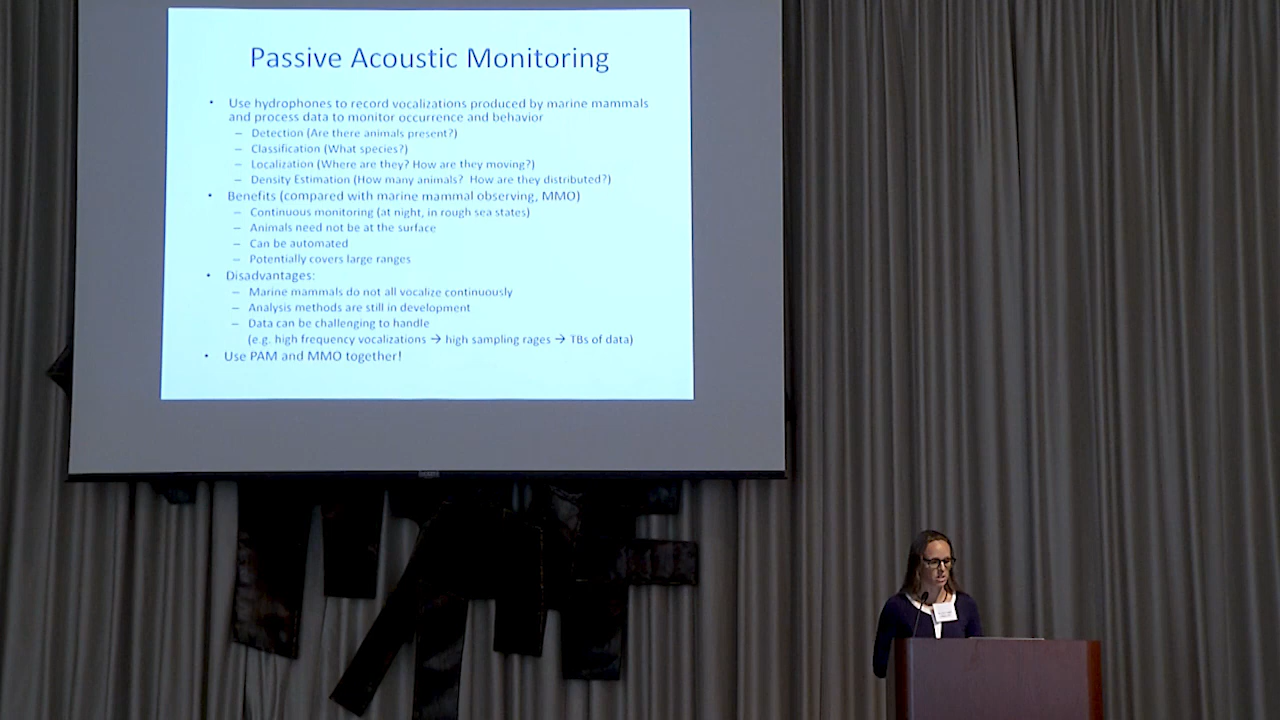 Passive Acoustic Monitoring
• Use hydrophones to record vocalizations produced by marine mammals
and process data to monitor occurrence and behavior
– Detection (Are there animals present?)
– Classification (What species?)
– Localization (Where are they? How are they moving?)
– Density Estimation (How many animals? How are they distributed?)
• Benefits (compared with marine mammal observing, MMO)
– Continuous monitoring (at night, in rough sea states)
– Animals need not be at the surface
– Can be automated
– Potentially covers large ranges
• Disadvantages:
– Marine mammals do not all vocalize continuously
– Analysis methods are still in development
– Data can be challenging to handle
(e.g. high frequency vocalizations → high sampling rages → TBs of data)
• Use PAM and MMO together!